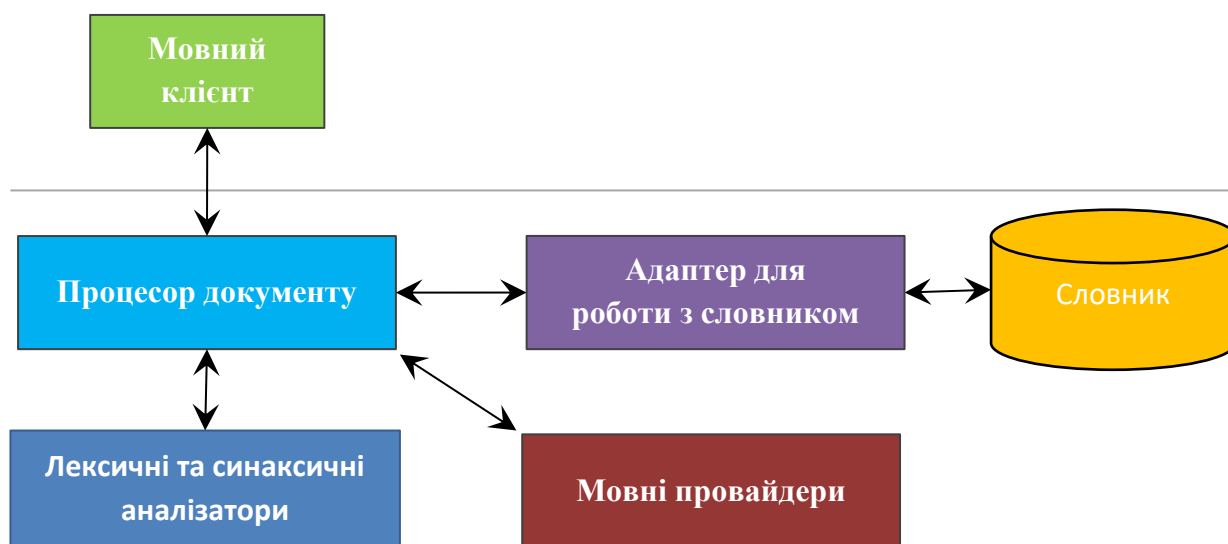 Мовний
клієнт
Процесор документу
Адаптер для
роботи з словником
Словник
Лексичні та синаксичні
аналізатори
Мовні провайдери